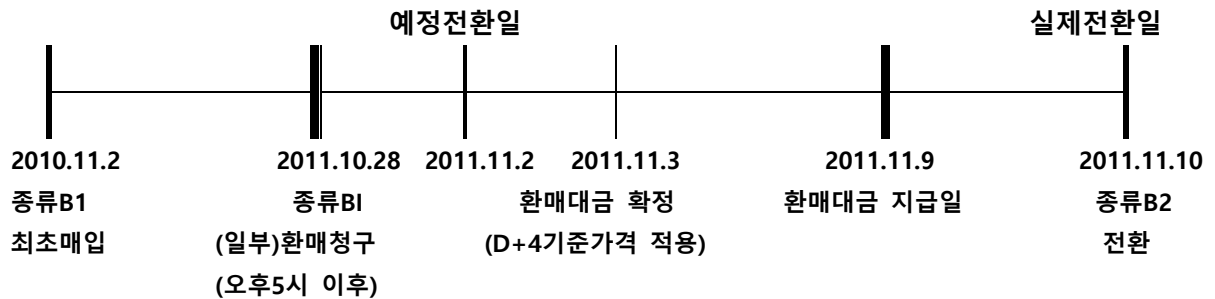 예정전환일 실제전환일
2010.11.2 2011.10.28 2011.11.2 2011.11.3 2011.11.9 2011.11.10
종류B1 종류BI 환매대금 확정 환매대금 지급일 종류B2
최초매입 (일부)환매청구 (D+4기준가격 적용) 전환
(오후5시 이후)